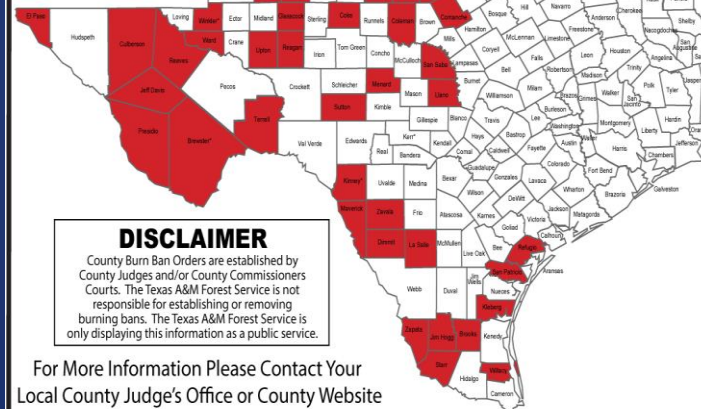 Bosque
Hill
Navarro
Anderson
Cherokee
Shelby
El Paso
Loving
Winkler*
Ector
Midland
Glasscock
Sterling
Coke
Runnels
Coleman
Brown
Comanche
Hamilton
McLennan
Limestone
Freestone
Nacogdoches
San Augustine
Hudspeth
Culberson
Reeves
Ward
Crane
Upton
Reagan
Irion
Tom Green
Concho
McCulloch
San Saba
Mills
Lampasas
Coryell
Bell
Falls
Robertson
Leon
Houston
Angelina
Trinity
Polk
Tyler
Jeff Davis
Pecos
Crockett
Schleicher
Menard
Mason
Llano
Burnet
Williamson
Milam
Brazos
Madison
Grimes
Walker
San Jacinto
Presidio
Brewster*
Terrell
Sutton
Kimble
Gillespie
Blanco
Travis
Lee
Burleson
Washington
Montgomery
Liberty
Hardin
Val Verde
Edwards
Kerr*
Real
Bandera
Kendall
Hays
Comal
Caldwell
Bastrop
Fayette
Austin
Waller
Harris
Chambers
Jefferson
Kinney*
Uvalde
Medina
Bexar
Guadalupe
Gonzales
Colorado
Lavaca
Fort Bend
Wharton
Brazoria
Galveston
Maverick
Zavala
Frio
Atascosa
Wilson
Karnes
DeWitt
Victoria
Jackson
Matagorda
Goliad
Calhoun
Dimmit
La Salle
McMullen
Live Oak
Bee
Refugio
San Patricio
Aransas
Webb
Duval
Jim Wells
Nueces
Kleberg
Zapata
Jim Hogg
Brooks
Kenedy
Starr
Hidalgo
Willacy
Cameron
DISCLAIMER
County Burn Ban Orders are established by
County Judges and/or County Commissioners
Courts. The Texas A&M Forest Service is not
responsible for establishing or removing
burning bans. The Texas A&M Forest Service is
only displaying this information as a public service.
For More Information Please Contact Your
Local County Judge's Office or County Website